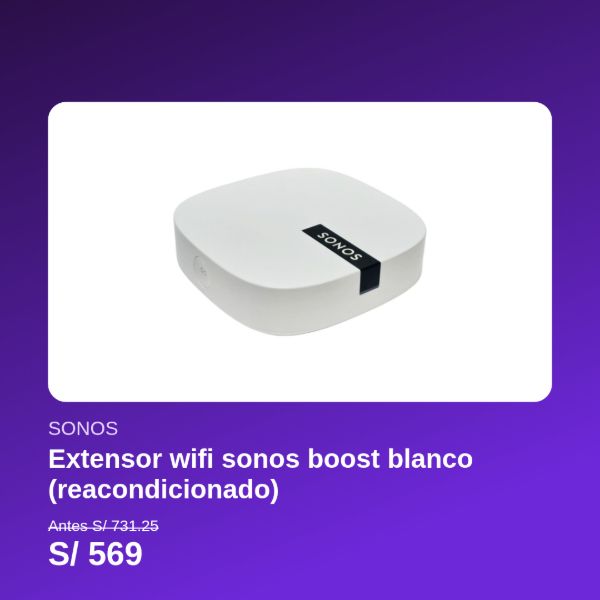 SONOS
SONOS
Extensor wifi sonos boost blanco
(reacondicionado)
Antes S/ 731.25
S/ 569